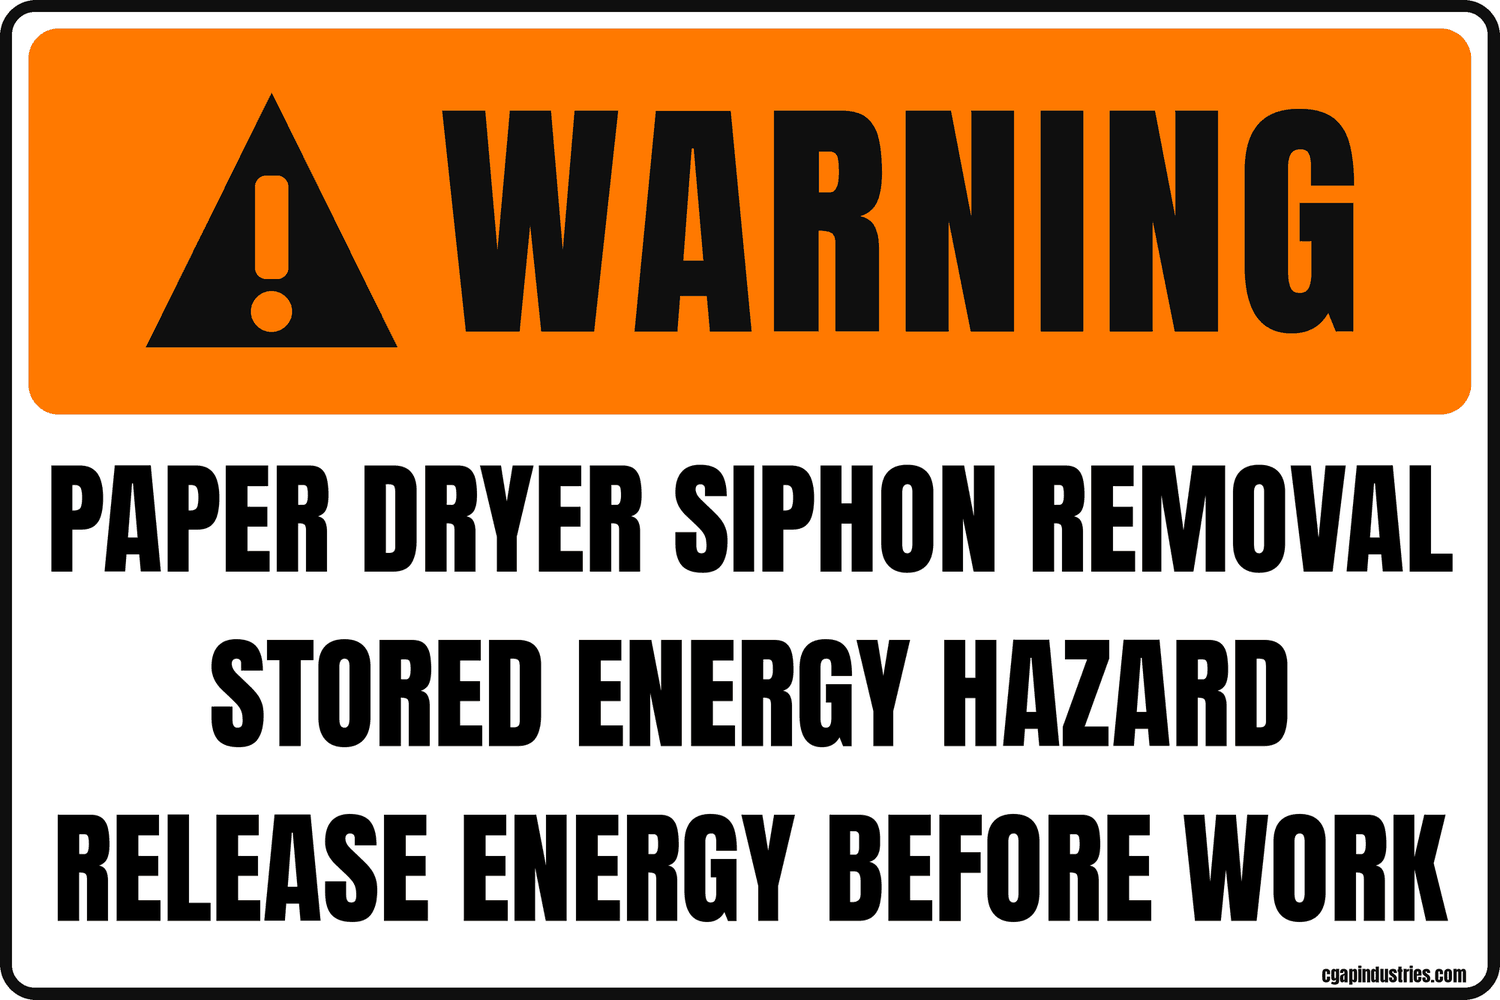 WARNING
PAPER DRYER SIPHON REMOVAL
STORED ENERGY HAZARD
RELEASE ENERGY BEFORE WORK
cgapindustries.com